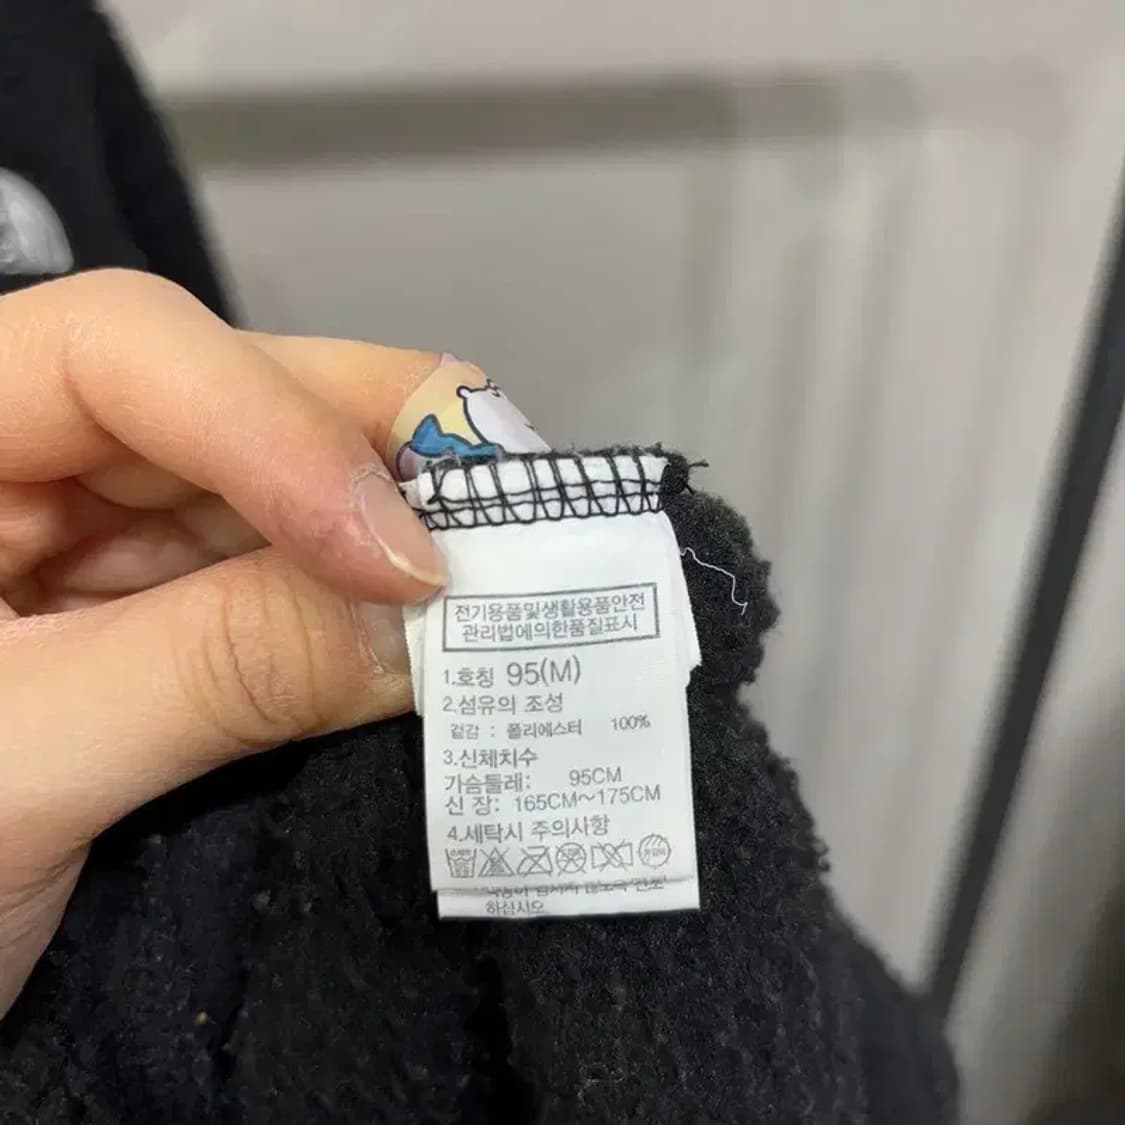 전기용품및생활용품안전
관리법에의한품질표시
1.호칭 95(M)
2.섬유의 조성
겉감 : 폴리에스터 100%
3.신체치수
가슴둘레: 95CM
신 장: 165CM~175CM
4.세탁시 주의사항
하십시오